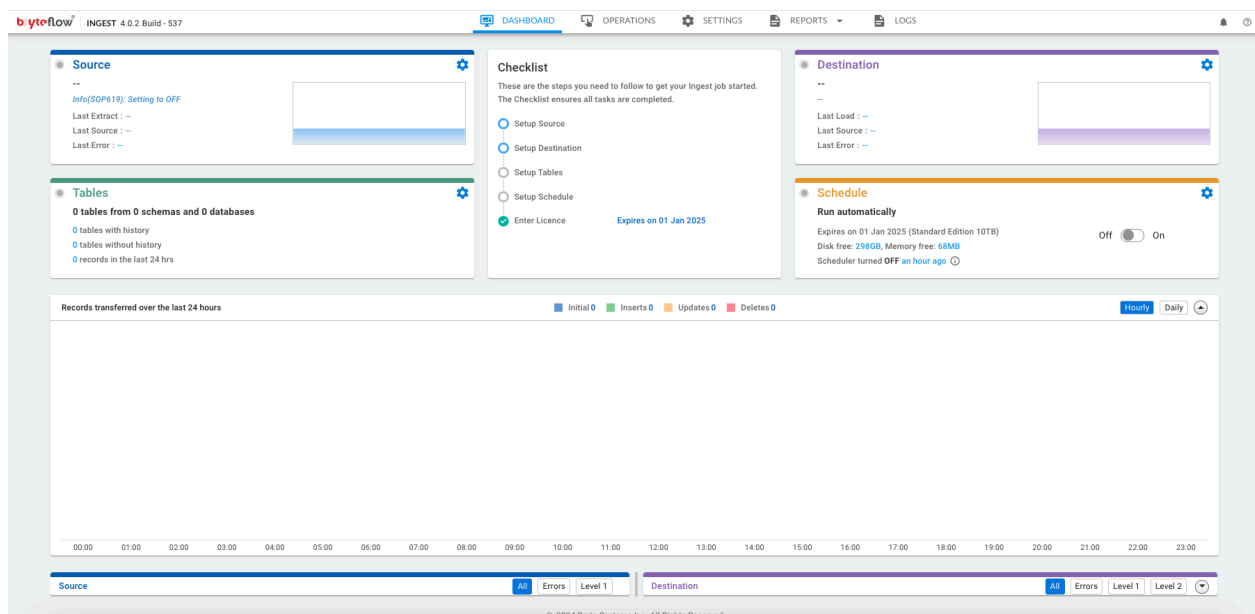 bryteflow INGEST 4.0.2 Build - 537
DASHBOARD OPERATIONS SETTINGS REPORTS LOGS
Source
--
Info(SOP619): Setting to OFF
Last Extract : --
Last Source : --
Last Error : --
Checklist
These are the steps you need to follow to get your Ingest job started.
The Checklist ensures all tasks are completed.
Setup Source
Setup Destination
Setup Tables
Setup Schedule
Enter Licence Expires on 01 Jan 2025
Destination
--
--
Last Load : --
Last Source : --
Last Error : --
Tables
0 tables from 0 schemas and 0 databases
0 tables with history
0 tables without history
0 records in the last 24 hrs
Schedule
Run automatically
Expires on 01 Jan 2025 (Standard Edition 10TB)
Disk free: 298GB, Memory free: 68MB
Scheduler turned OFF an hour ago
Off On
Records transferred over the last 24 hours Initial 0 Inserts 0 Updates 0 Deletes 0 Hourly Daily
00:00 01:00 02:00 03:00 04:00 05:00 06:00 07:00 08:00 09:00 10:00 11:00 12:00 13:00 14:00 15:00 16:00 17:00 18:00 19:00 20:00 21:00 22:00 23:00
Source All Errors Level 1 Destination All Errors Level 1 Level 2